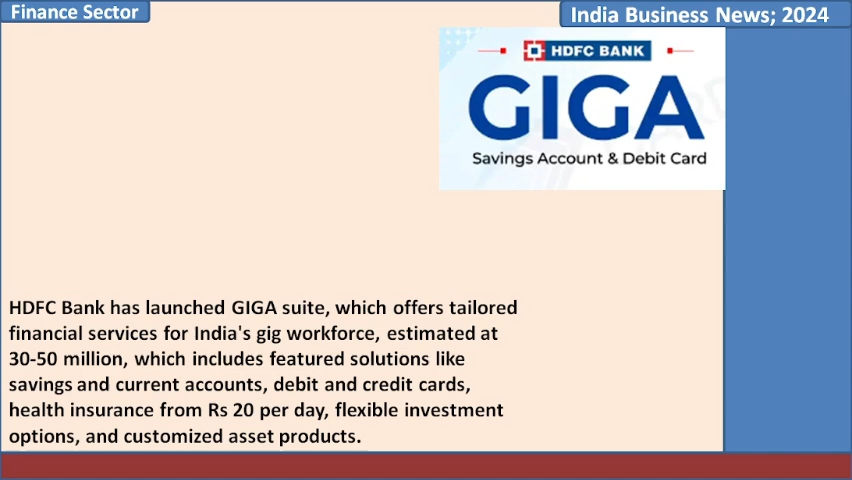 Finance Sector
India Business News; 2024
HDFC BANK
GIGA
Savings Account & Debit Card
HDFC Bank has launched GIGA suite, which offers tailored
financial services for India's gig workforce, estimated at
30-50 million, which includes featured solutions like
savings and current accounts, debit and credit cards,
health insurance from Rs 20 per day, flexible investment
options, and customized asset products.